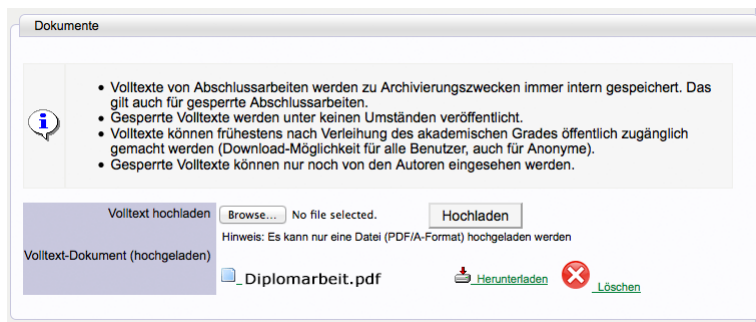 Dokumente
• Volltexte von Abschlussarbeiten werden zu Archivierungszwecken immer intern gespeichert. Das
gilt auch für gesperrte Abschlussarbeiten.
• Gesperrte Volltexte werden unter keinen Umständen veröffentlicht.
• Volltexte können frühestens nach Verleihung des akademischen Grades öffentlich zugänglich
gemacht werden (Download-Möglichkeit für alle Benutzer, auch für Anonyme).
• Gesperrte Volltexte können nur noch von den Autoren eingesehen werden.
Volltext hochladen Browse... No file selected. Hochladen
Hinweis: Es kann nur eine Datei (PDF/A-Format) hochgeladen werden
Volltext-Dokument (hochgeladen)
Diplomarbeit.pdf Herunterladen Löschen